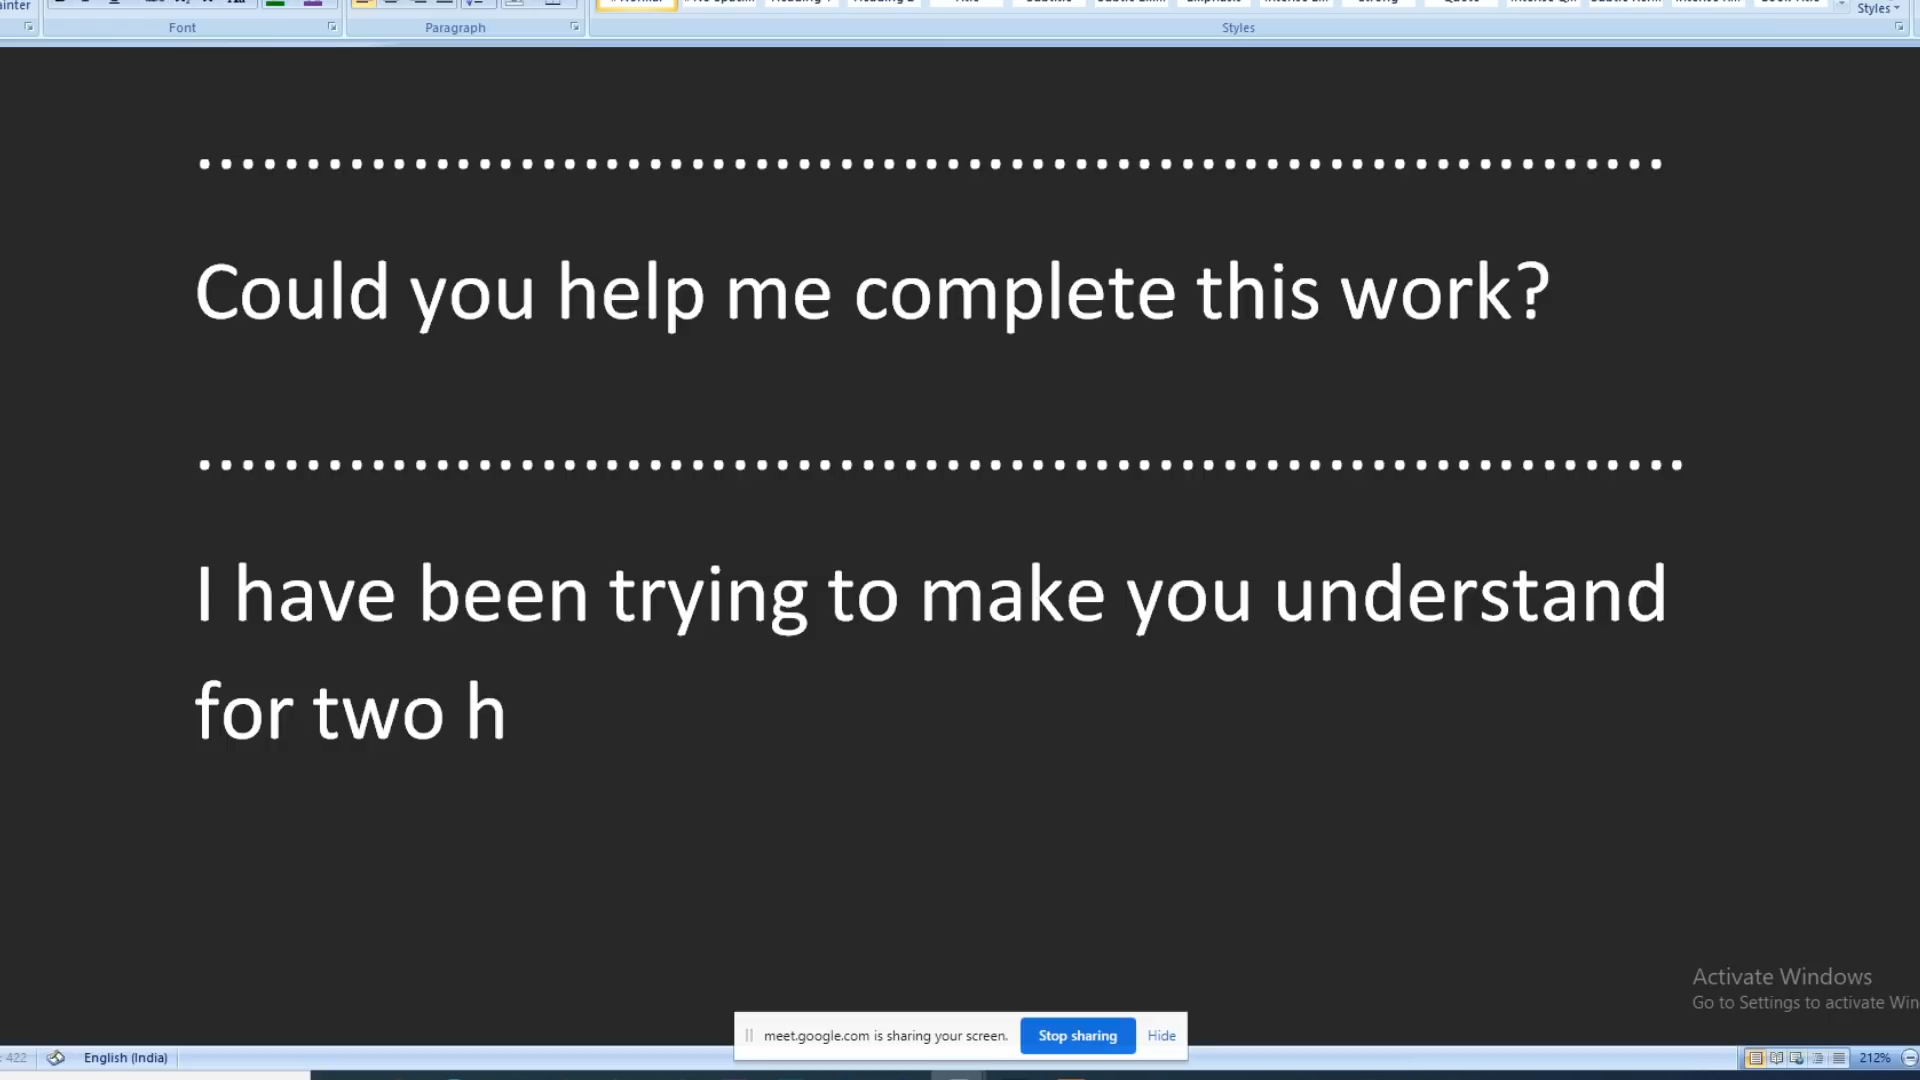 Font
Paragraph
Styles
Styles
....................................................................
Could you help me complete this work?
.....................................................................
I have been trying to make you understand
for two h
Activate Windows
Go to Settings to activate Win
meet.google.com is sharing your screen.
Stop sharing
Hide
: 422
English (India)
212%